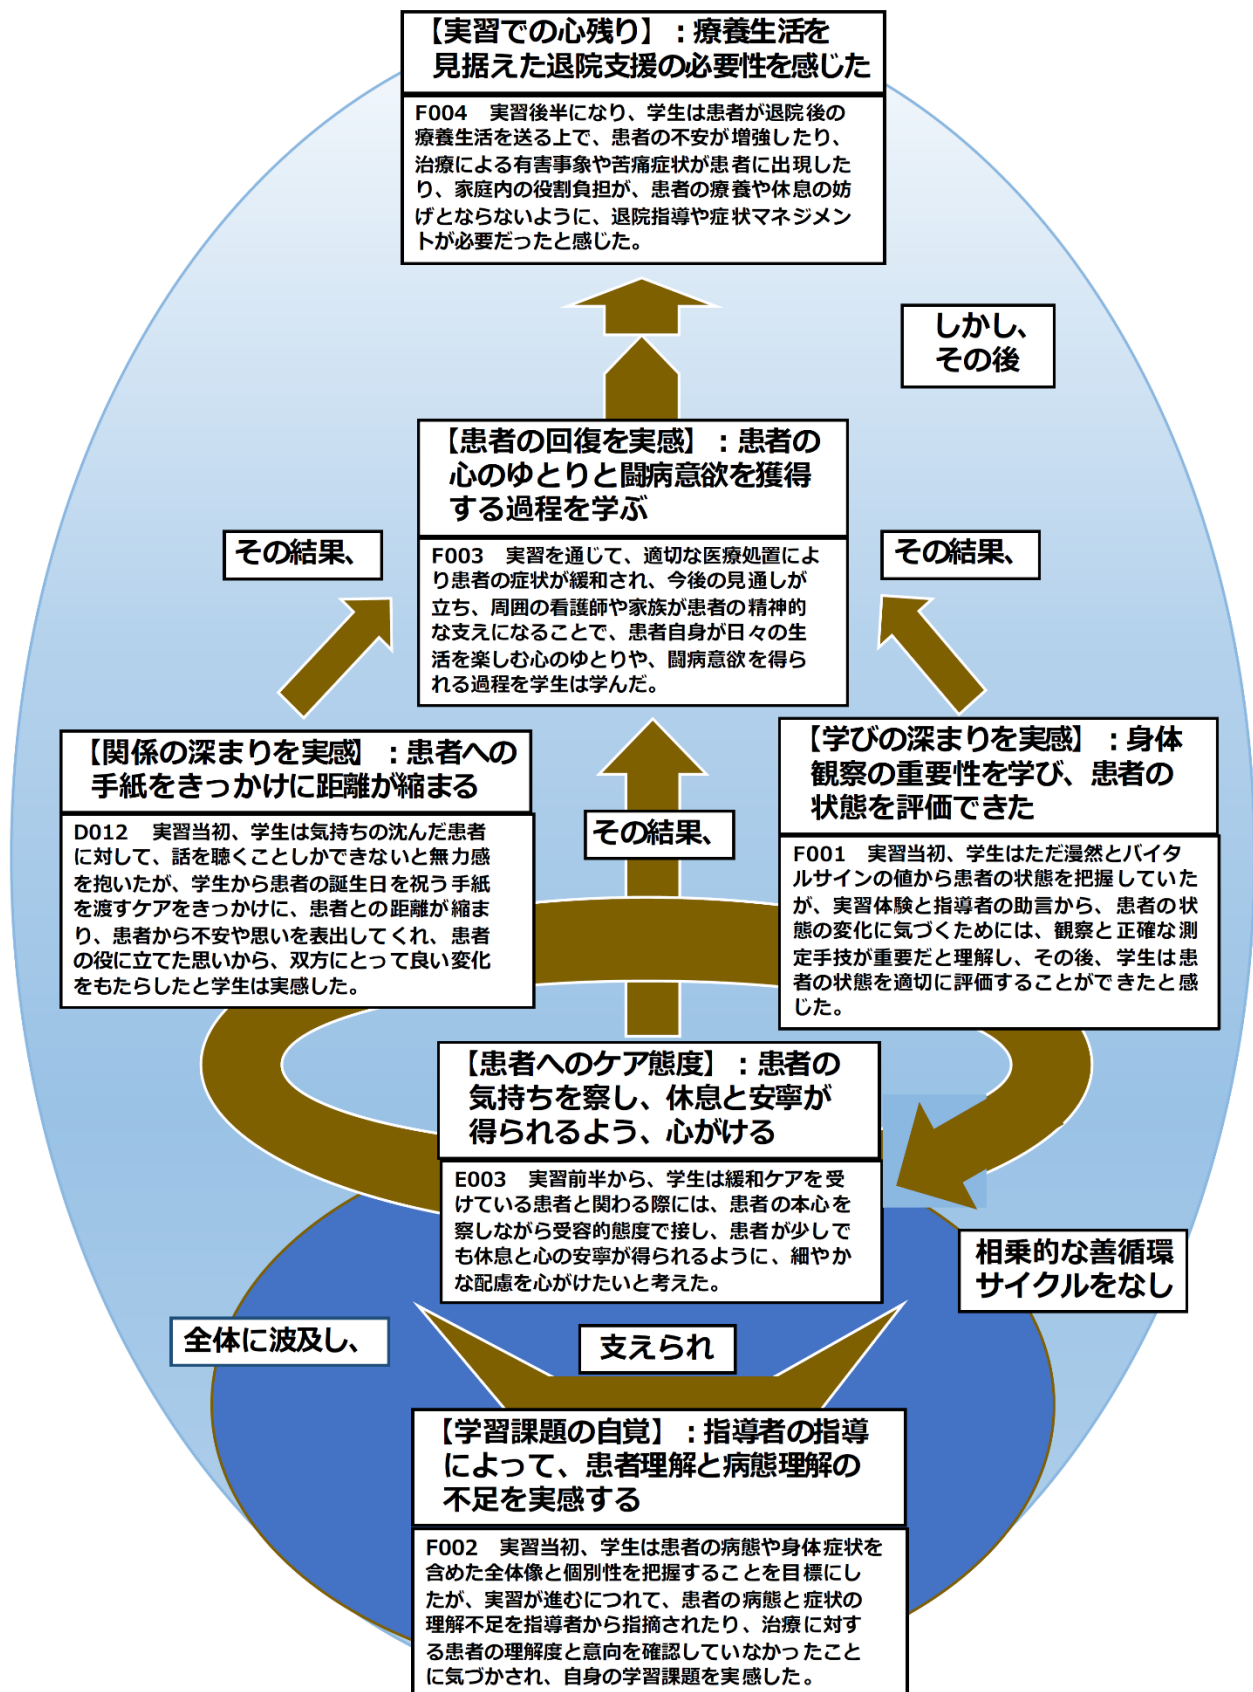 【実習での心残り】：療養生活を
見据えた退院支援の必要性を感じた
F004　実習後半になり、学生は患者が退院後の
療養生活を送る上で、患者の不安が増強したり、
治療による有害事象や苦痛症状が患者に出現した
り、家庭内の役割負担が、患者の療養や休息の妨
げとならないように、退院指導や症状マネジメン
トが必要だったと感じた。
しかし、
その後
【患者の回復を実感】：患者の
心のゆとりと闘病意欲を獲得
する過程を学ぶ
F003　実習を通じて、適切な医療処置によ
り患者の症状が緩和され、今後の見通しが
立ち、周囲の看護師や家族が患者の精神的
な支えになることで、患者自身が日々の生
活を楽しむ心のゆとりや、闘病意欲を得ら
れる過程を学生は学んだ。
その結果、
その結果、
【関係の深まりを実感】：患者への
手紙をきっかけに距離が縮まる
D012　実習当初、学生は気持ちの沈んだ患者
に対して、話を聴くことしかできないと無力感
を抱いたが、学生から患者の誕生日を祝う手紙
を渡すケアをきっかけに、患者との距離が縮ま
り、患者から不安や思いを表出してくれ、患者
の役に立てた思いから、双方にとって良い変化
をもたらしたと学生は実感した。
その結果、
【学びの深まりを実感】：身体
観察の重要性を学び、患者の
状態を評価できた
F001　実習当初、学生はただ漫然とバイタ
ルサインの値から患者の状態を把握していた
が、実習体験と指導者の助言から、患者の状
態の変化に気づくためには、観察と正確な測
定手技が重要だと理解し、その後、学生は患
者の状態を適切に評価することができたと感
じた。
【患者へのケア態度】：患者の
気持ちを察し、休息と安寧が
得られるよう、心がける
E003　実習前半から、学生は緩和ケアを受
けている患者と関わる際には、患者の本心を
察しながら受容的態度で接し、患者が少しで
も休息と心の安寧が得られるように、細やか
な配慮を心がけたいと考えた。
相乗的な善循環
サイクルをなし
全体に波及し、
支えられ
【学習課題の自覚】：指導者の指導
によって、患者理解と病態理解の
不足を実感する
F002　実習当初、学生は患者の病態や身体症状を
含めた全体像と個別性を把握することを目標にし
たが、実習が進むにつれて、患者の病態と症状の
理解不足を指導者から指摘されたり、治療に対す
る患者の理解度と意向を確認していなかったこと
に気づかされ、自身の学習課題を実感した。